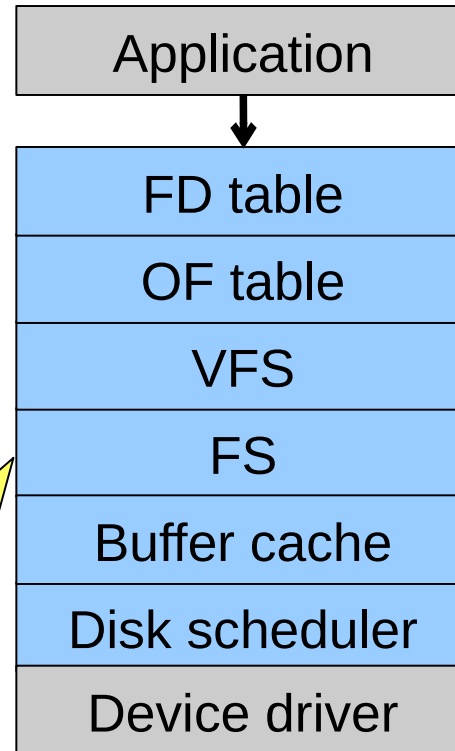 Application
FD table
OF table
VFS
FS
Buffer cache
Disk scheduler
Device driver